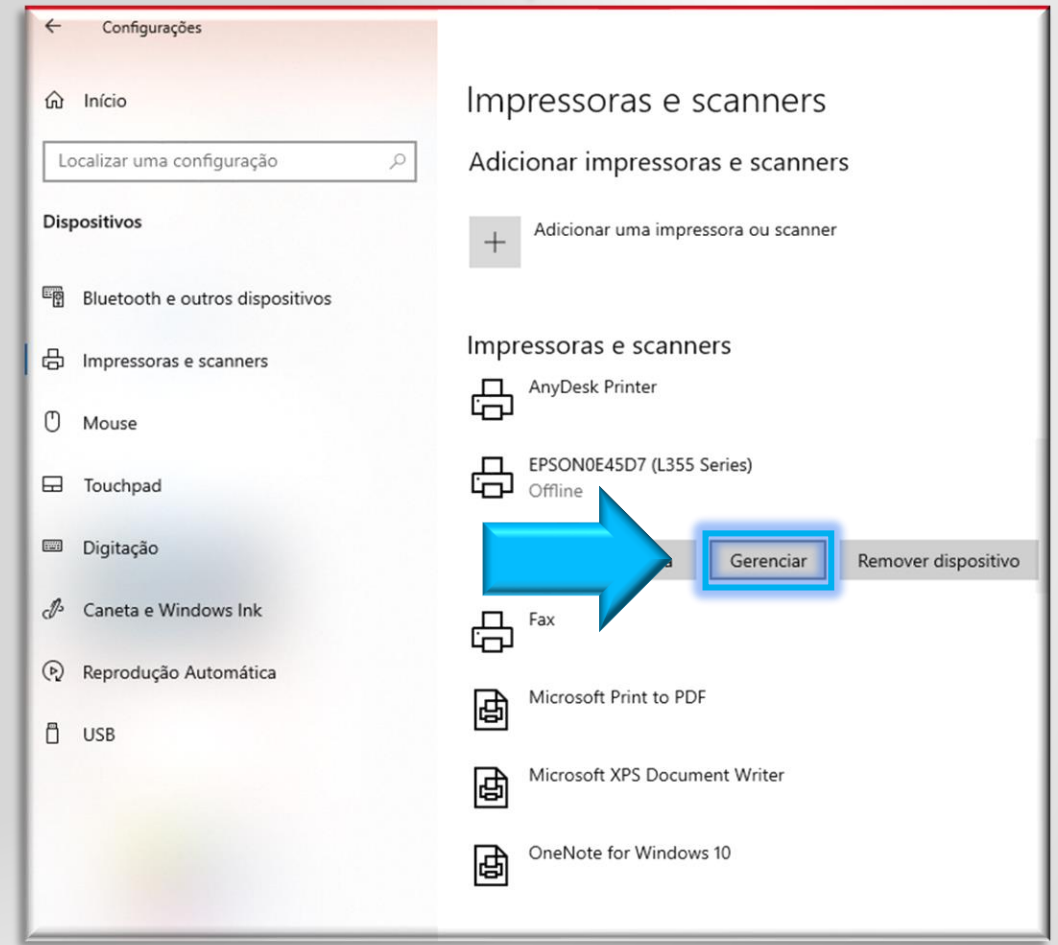 Configurações
Início
Localizar uma configuração
Dispositivos
Bluetooth e outros dispositivos
Impressoras e scanners
Mouse
Touchpad
Digitação
Caneta e Windows Ink
Reprodução Automática
USB
Impressoras e scanners
Adicionar impressoras e scanners
Adicionar uma impressora ou scanner
Impressoras e scanners
AnyDesk Printer
EPSON0E45D7 (L355 Series)
Offline
Gerenciar
Remover dispositivo
Fax
Microsoft Print to PDF
Microsoft XPS Document Writer
OneNote for Windows 10